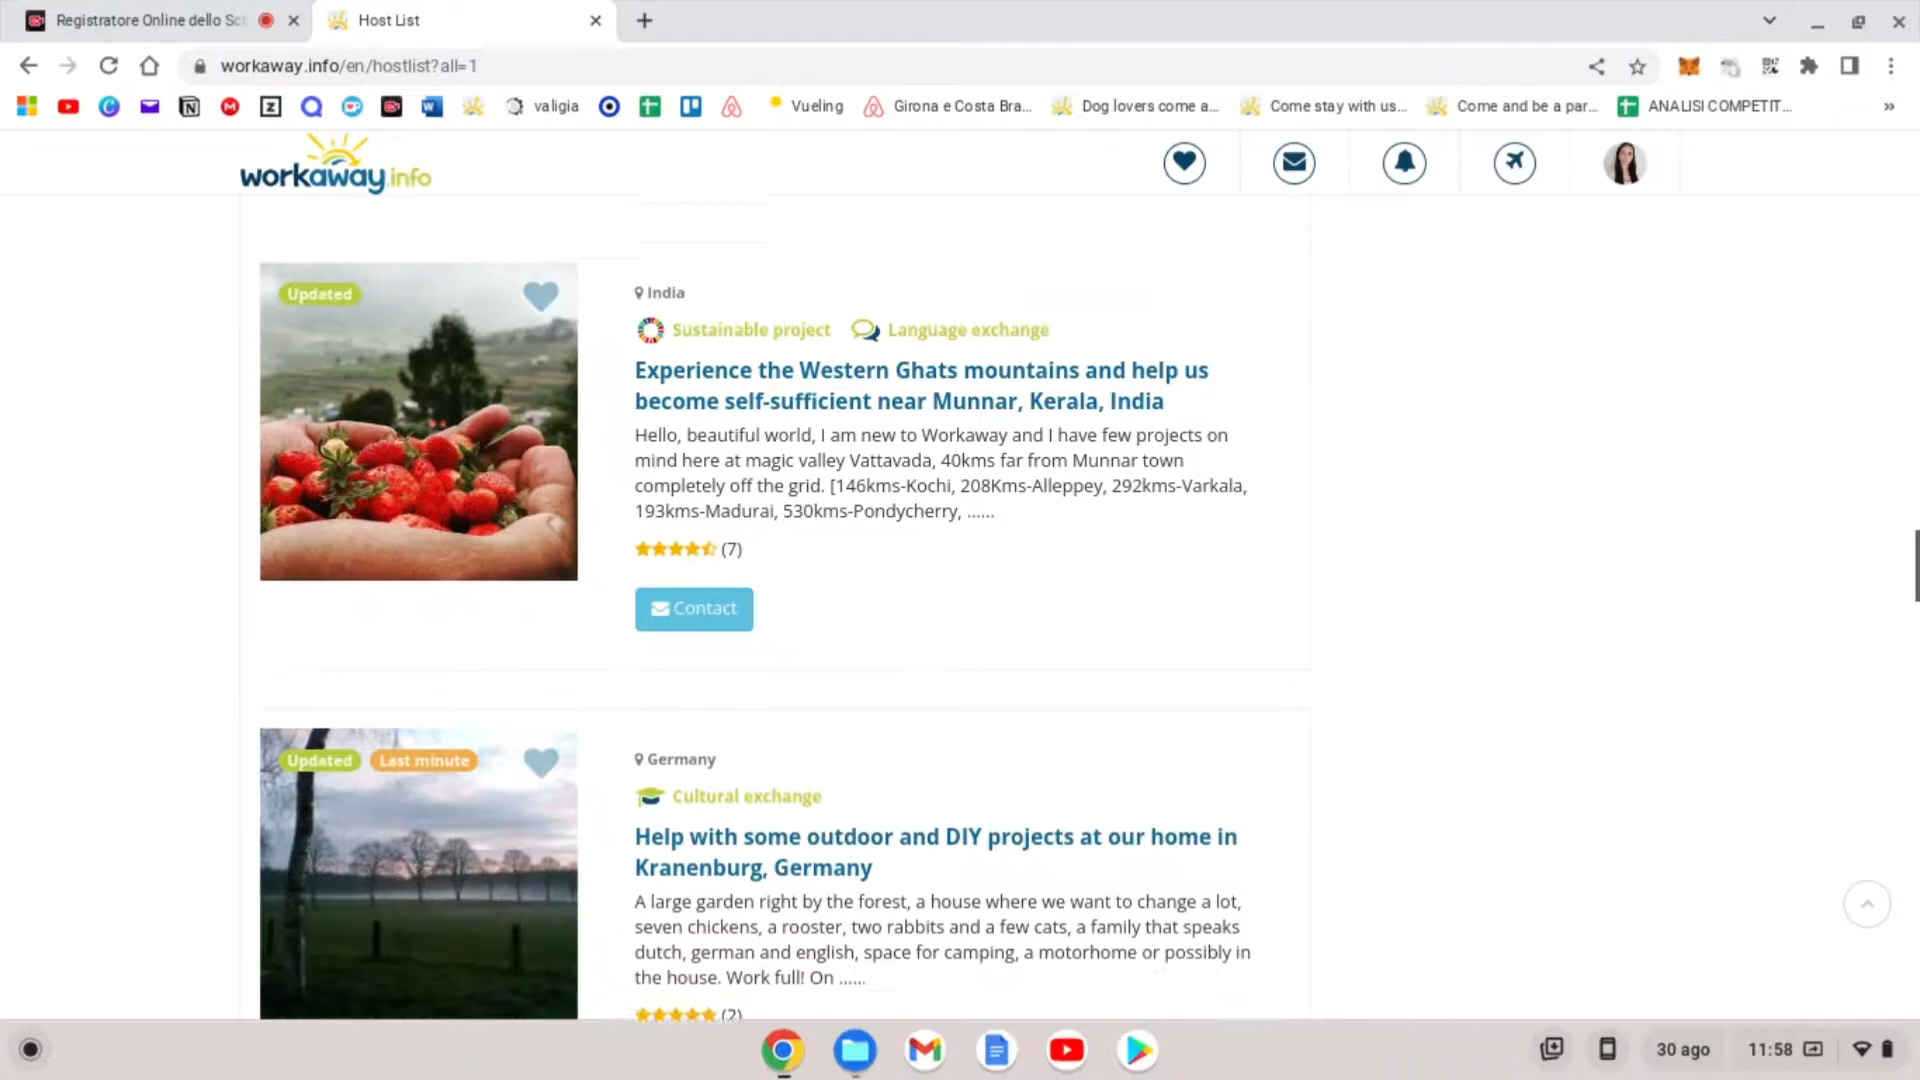 Registratore Online dello Sc
Host List
workaway.info/en/hostlist?all=1
valigia
Vueling
Girona e Costa Bra...
Dog lovers come a...
Come stay with us...
Come and be a par...
ANALISI COMPETIT...
»
workaway.info
Updated
India
Sustainable project
Language exchange
Experience the Western Ghats mountains and help us
become self-sufficient near Munnar, Kerala, India
Hello, beautiful world, I am new to Workaway and I have few projects on
mind here at magic valley Vattavada, 40kms far from Munnar town
completely off the grid. [146kms-Kochi, 208Kms-Alleppey, 292kms-Varkala,
193kms-Madurai, 530kms-Pondycherry, ......
(7)
Contact
Updated
Last minute
Germany
Cultural exchange
Help with some outdoor and DIY projects at our home in
Kranenburg, Germany
A large garden right by the forest, a house where we want to change a lot,
seven chickens, a rooster, two rabbits and a few cats, a family that speaks
dutch, german and english, space for camping, a motorhome or possibly in
the house. Work full! On ......
(2)
30 ago
11:58